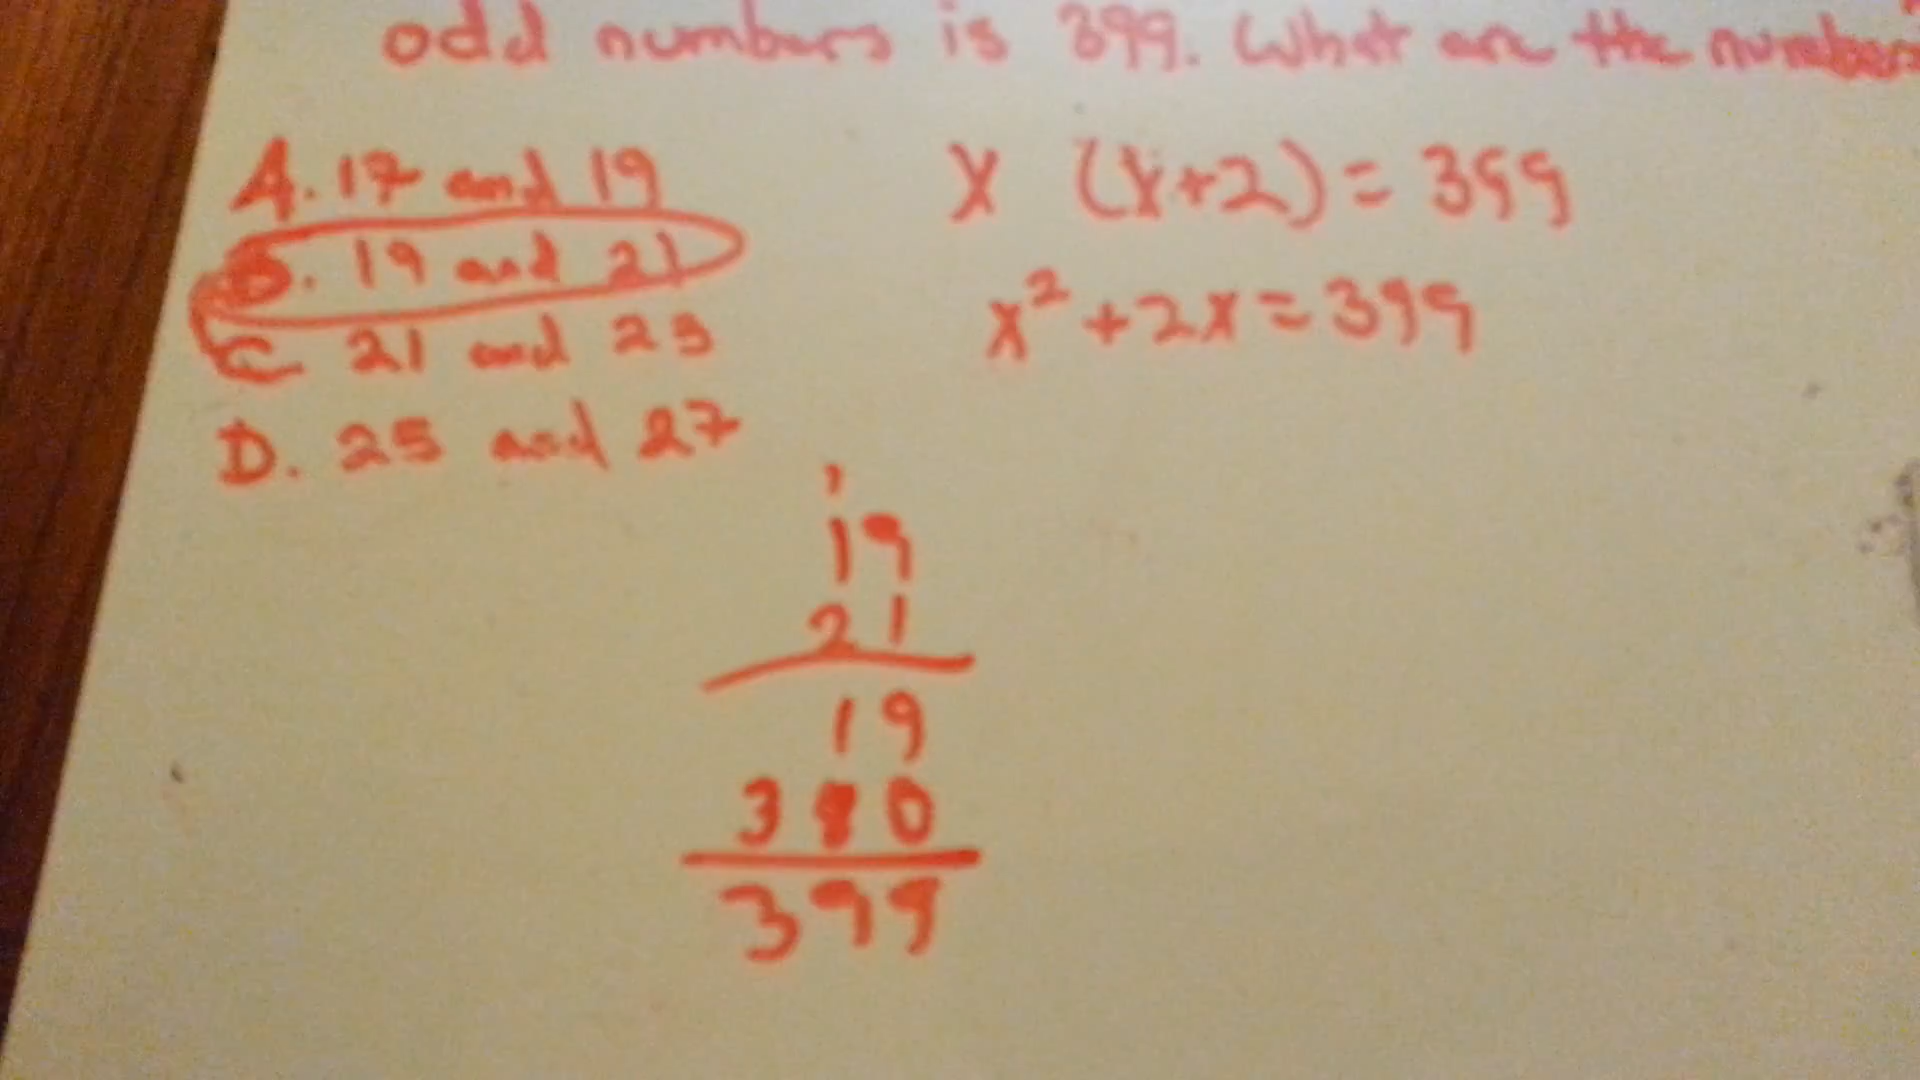 odd numbers is 399. What are the numbers
A. 17 and 19
B. 19 and 21
C 21 and 23
D. 25 and 27
x (x+2) = 399
x² + 2x = 399
1
19
21
19
380
399